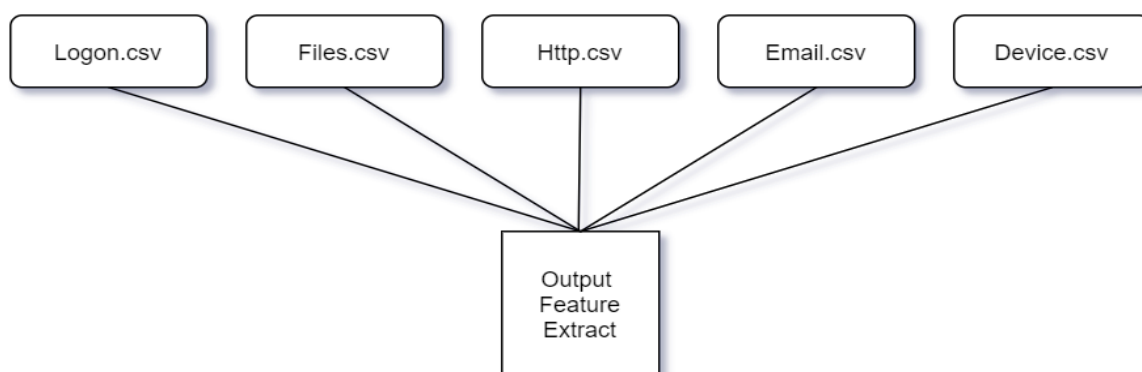 Logon.csv
Files.csv
Http.csv
Email.csv
Device.csv
Output
Feature
Extract